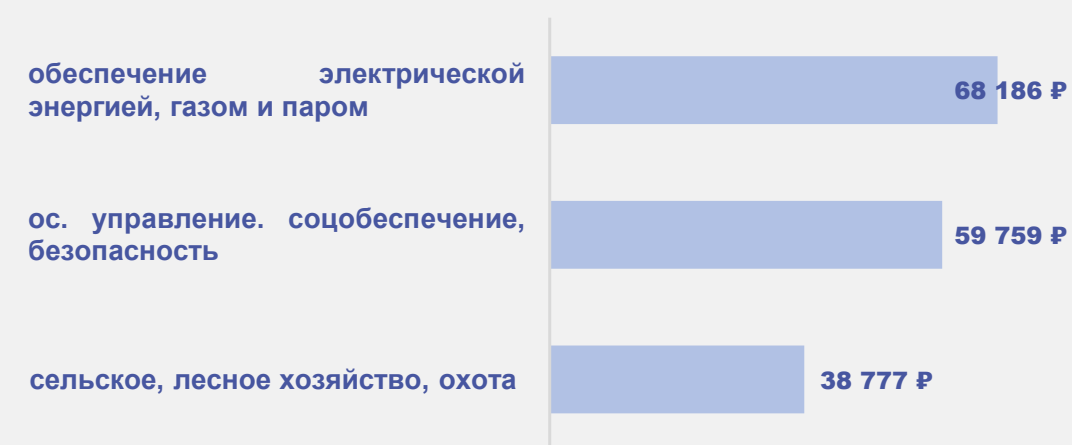 обеспечение электрической
энергией, газом и паром
68 186 ₽
ос. управление. соцобеспечение,
безопасность
59 759 ₽
сельское, лесное хозяйство, охота
38 777 ₽